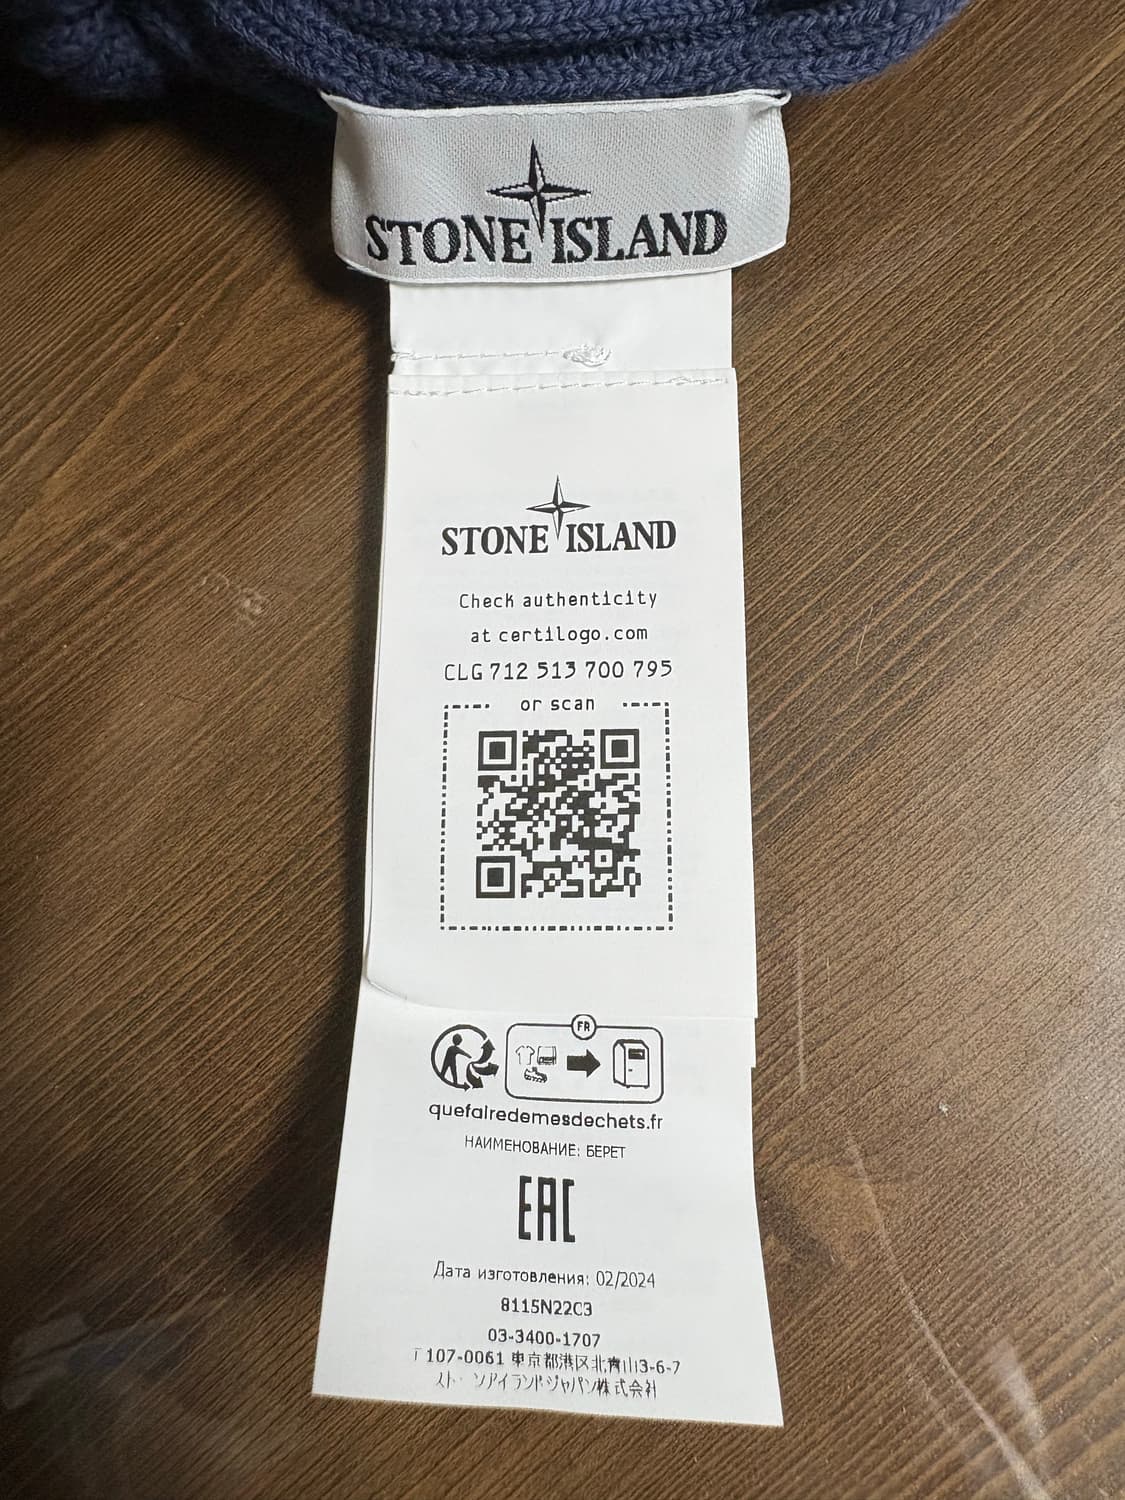 STONE ISLAND
STONE ISLAND
Check authenticity
at certilogo.com
CLG 712 513 700 795
or scan
FR
quefairedemesdechets.fr
НАИМЕНОВАНИЕ: БЕРЕТ
EAC
Дата изготовления: 02/2024
8115N22C3
03-3400-1707
〒107-0061 東京都港区北青山3-6-7
ストーンアイランドジャパン株式会社